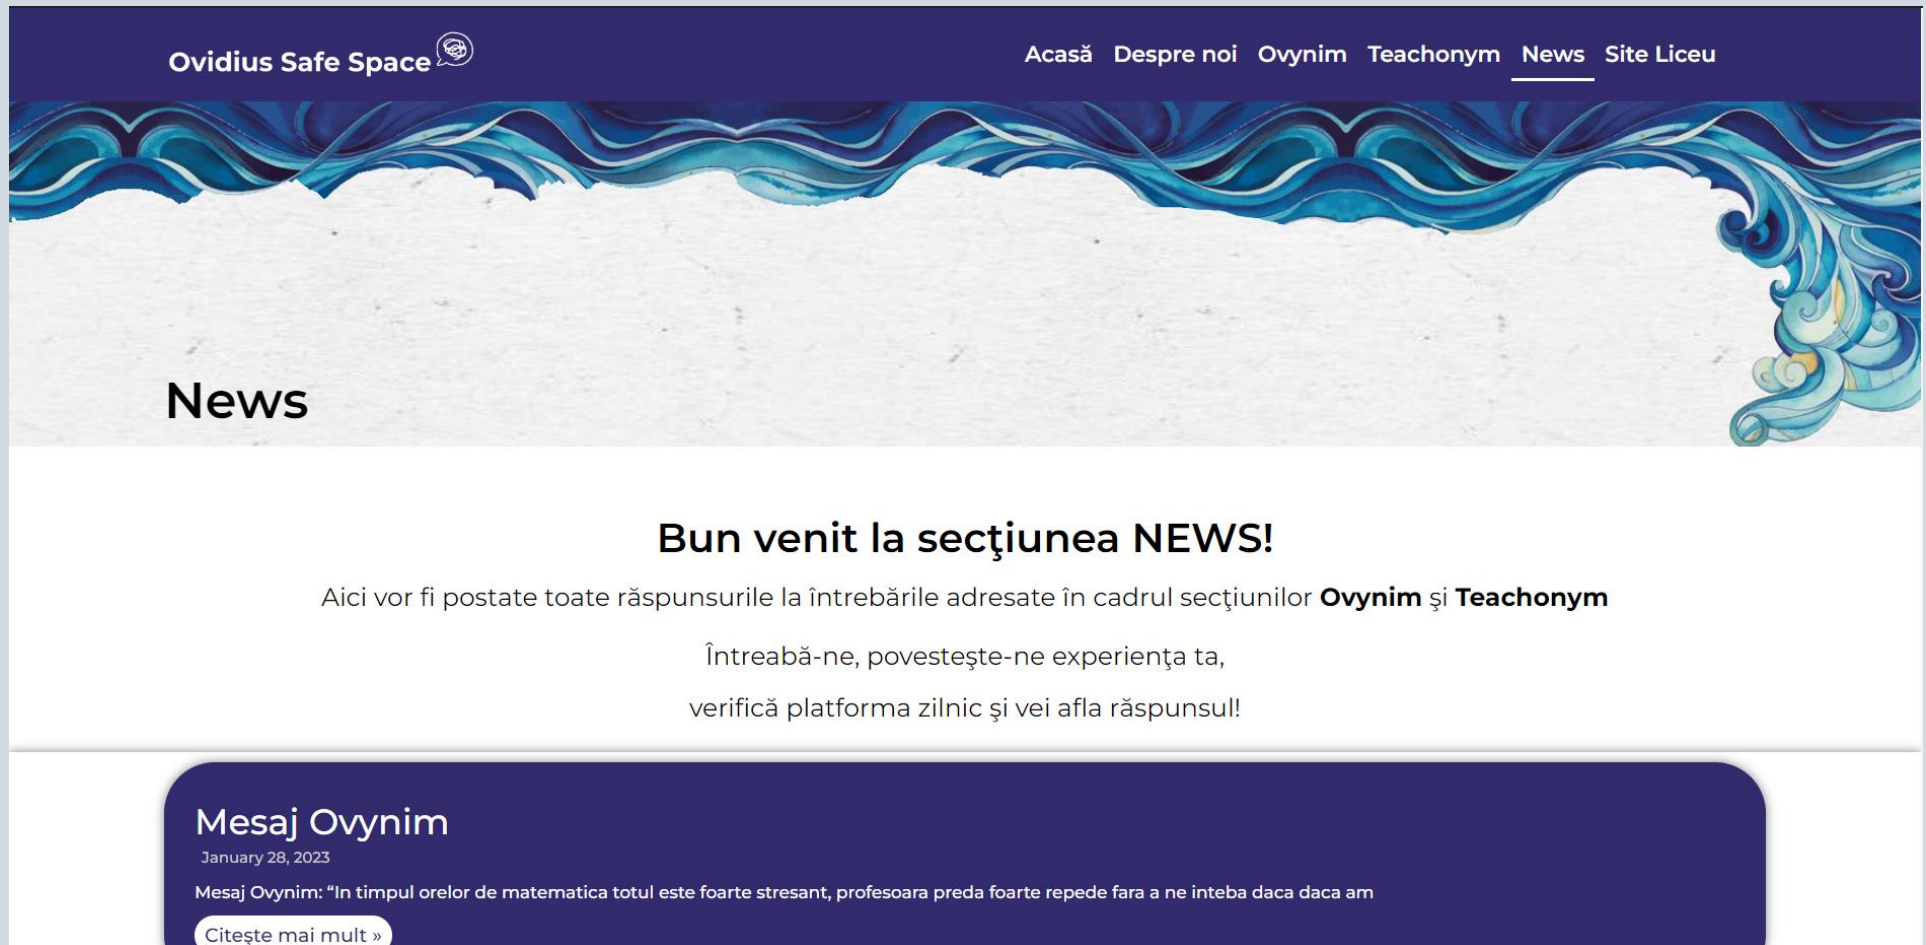 Ovidius Safe Space
Acasă Despre noi Ovynim Teachonym News Site Liceu
News
Bun venit la secţiunea NEWS!
Aici vor fi postate toate răspunsurile la întrebările adresate în cadrul secţiunilor Ovynim şi Teachonym
Întreabă-ne, povesteşte-ne experienţa ta,
verifică platforma zilnic şi vei afla răspunsul!
Mesaj Ovynim
January 28, 2023
Mesaj Ovynim: “In timpul orelor de matematica totul este foarte stresant, profesoara preda foarte repede fara a ne inteba daca daca am
Citeşte mai mult »